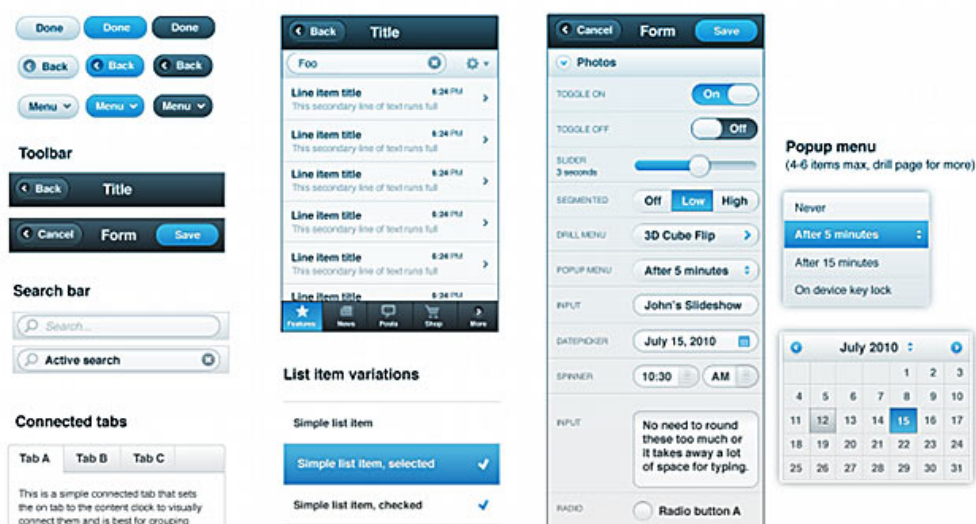 Done
Done
Done
Back
Back
Back
Menu
Menu
Menu
Toolbar
Back
Title
Cancel
Form
Save
Search bar
Search...
Active search
Connected tabs
Tab A
Tab B
Tab C
This is a simple connected tab that sets
the on tab to the content clock to visually
connect them and is best for grouping
Back
Title
Foo
Line item title
6:24 PM
This secondary line of text runs full
Line item title
6:24 PM
This secondary line of text runs full
Line item title
6:24 PM
This secondary line of text runs full
Line item title
6:24 PM
This secondary line of text runs full
Line item title
6:24 PM
This secondary line of text runs full
Line item title
6:24 PM
Features
News
Posts
Shop
More
List item variations
Simple list item
Simple list item, selected
Simple list item, checked
Cancel
Form
Save
Photos
TOGGLE ON
On
TOGGLE OFF
Off
SLIDER
3 seconds
SEGMENTED
Off
Low
High
DRILL MENU
3D Cube Flip
POPUP MENU
After 5 minutes
INPUT
John's Slideshow
DATEPICKER
July 15, 2010
SPINNER
10:30
AM
INPUT
No need to round
these too much or
it takes away a lot
of space for typing.
RADIO
Radio button A
Popup menu
(4-6 items max, drill page for more)
Never
After 5 minutes
After 15 minutes
On device key lock
July 2010
1 2 3
4 5 6 7 8 9 10
11 12 13 14 15 16 17
18 19 20 21 22 23 24
25 26 27 28 29 30 31